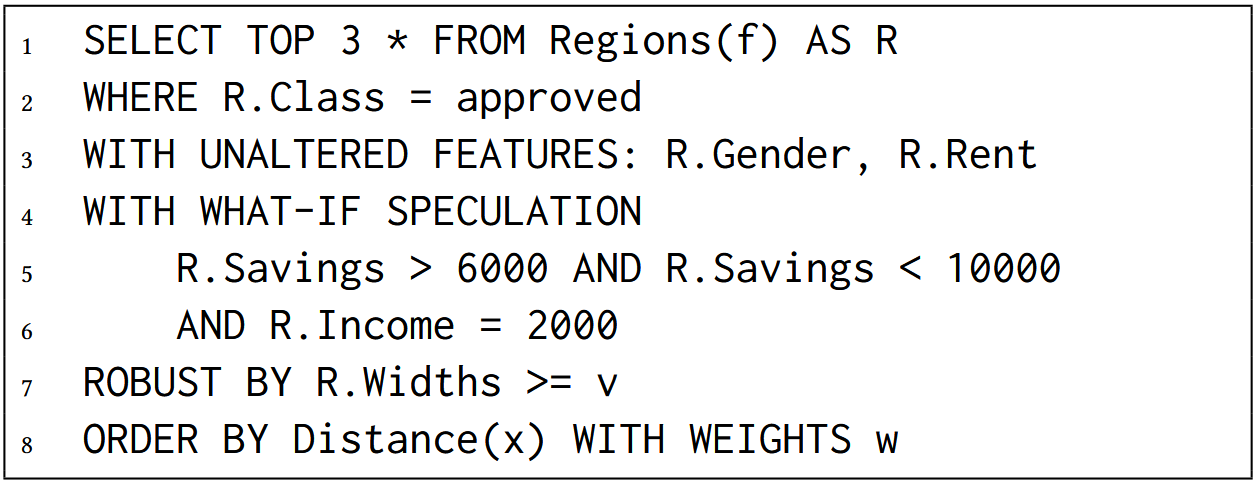 1 SELECT TOP 3 * FROM Regions(f) AS R
2 WHERE R.Class = approved
3 WITH UNALTERED FEATURES: R.Gender, R.Rent
4 WITH WHAT-IF SPECULATION
5 R.Savings > 6000 AND R.Savings < 10000
6 AND R.Income = 2000
7 ROBUST BY R.Widths >= v
8 ORDER BY Distance(x) WITH WEIGHTS w